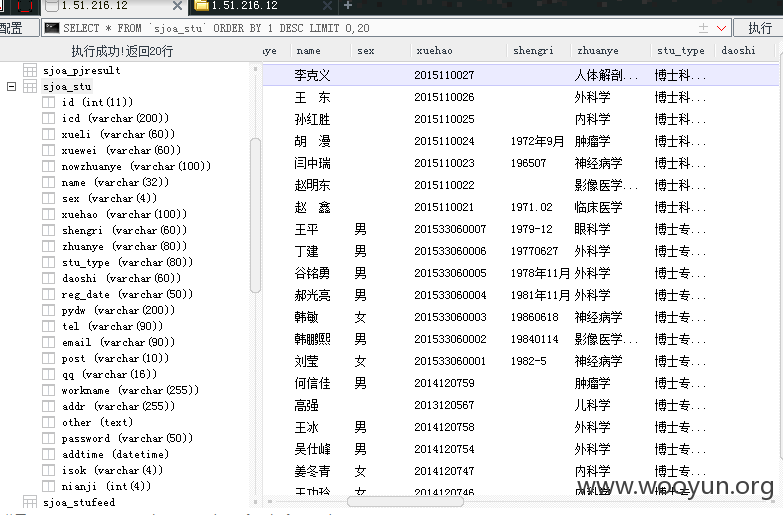 1.51.216.12 1.51.216.12
配置 SELECT * FROM `sjoa_stu` ORDER BY 1 DESC LIMIT 0,20 执行
执行成功!返回20行
sjoa_pjresult
sjoa_stu
id (int(11))
icd (varchar(200))
xueli (varchar(60))
xuewei (varchar(60))
nowzhuanye (varchar(100))
name (varchar(32))
sex (varchar(4))
xuehao (varchar(100))
shengri (varchar(60))
zhuanye (varchar(80))
stu_type (varchar(80))
daoshi (varchar(60))
reg_date (varchar(50))
pydw (varchar(200))
tel (varchar(90))
email (varchar(90))
post (varchar(10))
qq (varchar(16))
workname (varchar(255))
addr (varchar(255))
other (text)
password (varchar(50))
addtime (datetime)
isok (varchar(4))
nianji (int(4))
sjoa_stufeed
ye name sex xuehao shengri zhuanye stu_type daoshi
李克义 2015110027 人体解剖... 博士科...
王 东 2015110026 外科学 博士科...
孙红胜 2015110025 内科学 博士科...
胡 漫 2015110024 1972年9月 肿瘤学 博士科...
闫中瑞 2015110023 196507 神经病学 博士科...
赵明东 2015110022 影像医学... 博士科...
赵 鑫 2015110021 1971.02 临床医学 博士科...
王平 男 201533060007 1979-12 眼科学 博士专...
丁建 男 201533060006 19770627 外科学 博士专...
谷铭勇 男 201533060005 1978年11月 外科学 博士专...
郝光亮 男 201533060004 1981年11月 外科学 博士专...
韩敏 女 201533060003 19860618 神经病学 博士专...
韩鹏熙 男 201533060002 19840114 影像医学... 博士专...
刘莹 女 201533060001 1982-5 神经病学 博士专...
何信佳 男 2014120759 肿瘤学 博士专...
高强 2013120567 儿科学 博士专...
王冰 男 2014120758 外科学 博士专...
吴仕峰 男 2014120754 外科学 博士专...
姜冬青 女 2014120747 内科学 博士专...
王功玲 女 2014120746 内科学 博士专...
www.wooyun.org